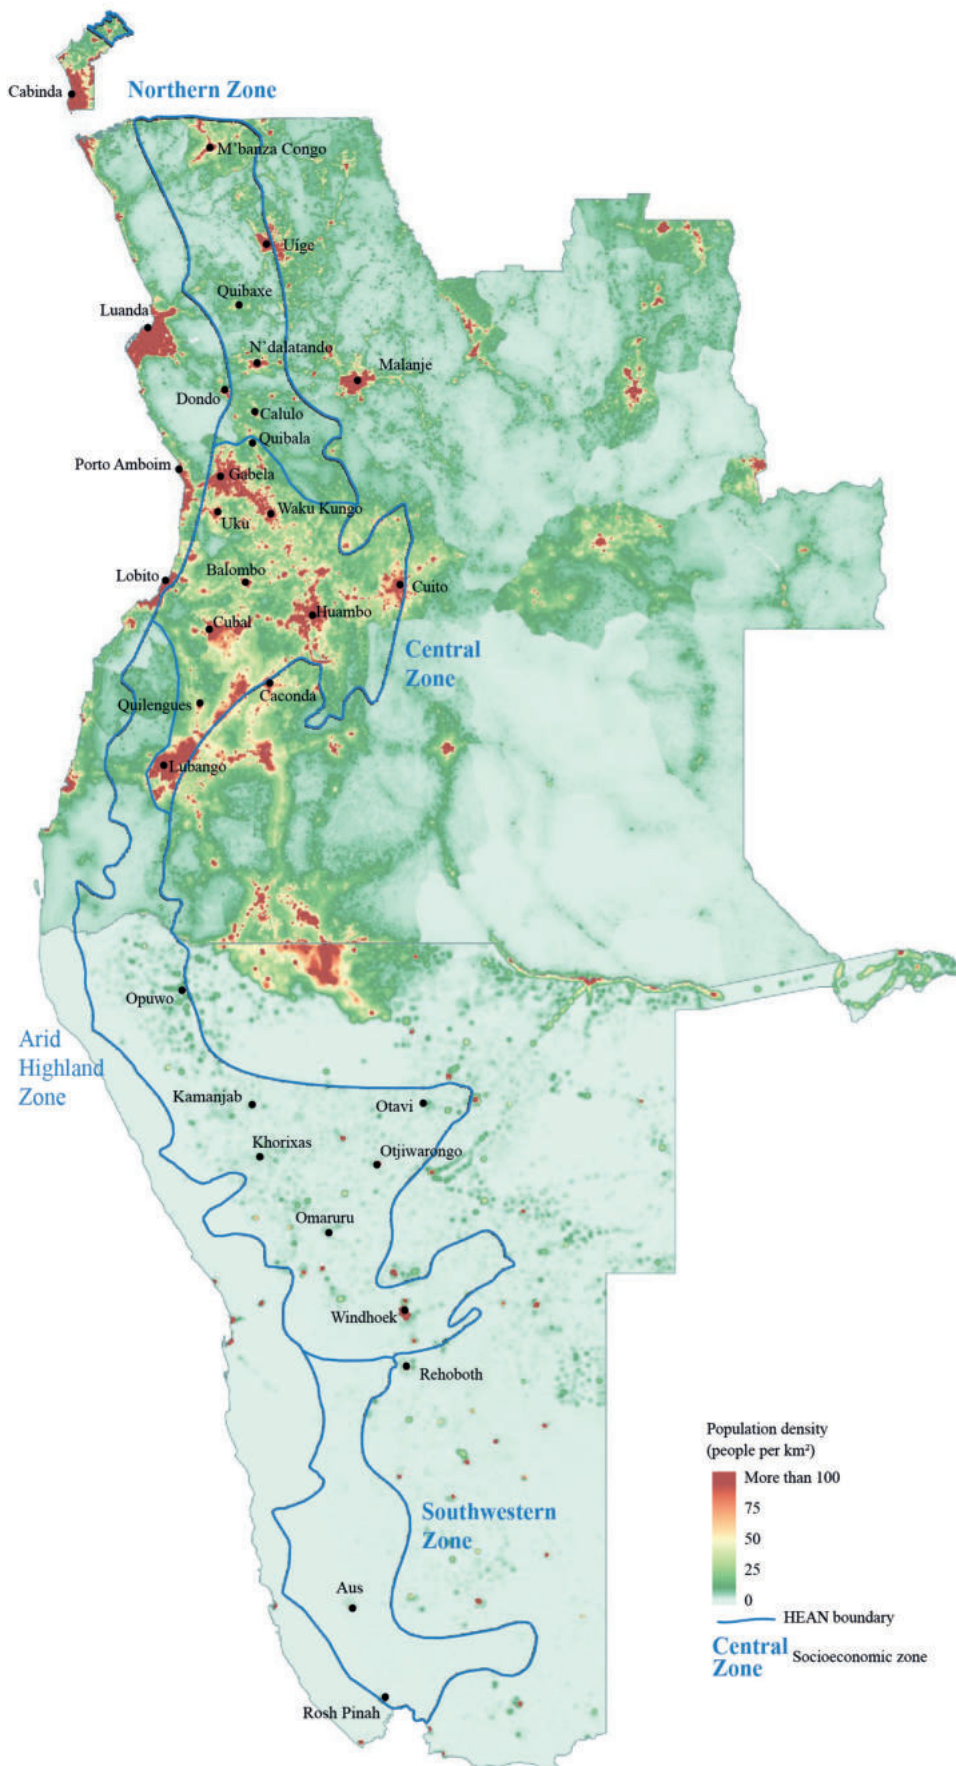 Cabinda
Northern Zone
M'banza Congo
Uíge
Quibaxe
Luanda
N'dalatando
Malanje
Dondo
Calulo
Quibala
Porto Amboim
Gabela
Waku Kungo
Uku
Lobito
Balombo
Cuito
Huambo
Cubal
Central
Zone
Caconda
Quilengues
Lubango
Opuwo
Arid
Highland
Zone
Kamanjab
Otavi
Khorixas
Otjiwarongo
Omaruru
Windhoek
Rehoboth
Population density
(people per km²)
More than 100
75
50
25
0
Southwestern
Zone
Aus
HEAN boundary
Central
Zone
Socioeconomic zone
Rosh Pinah